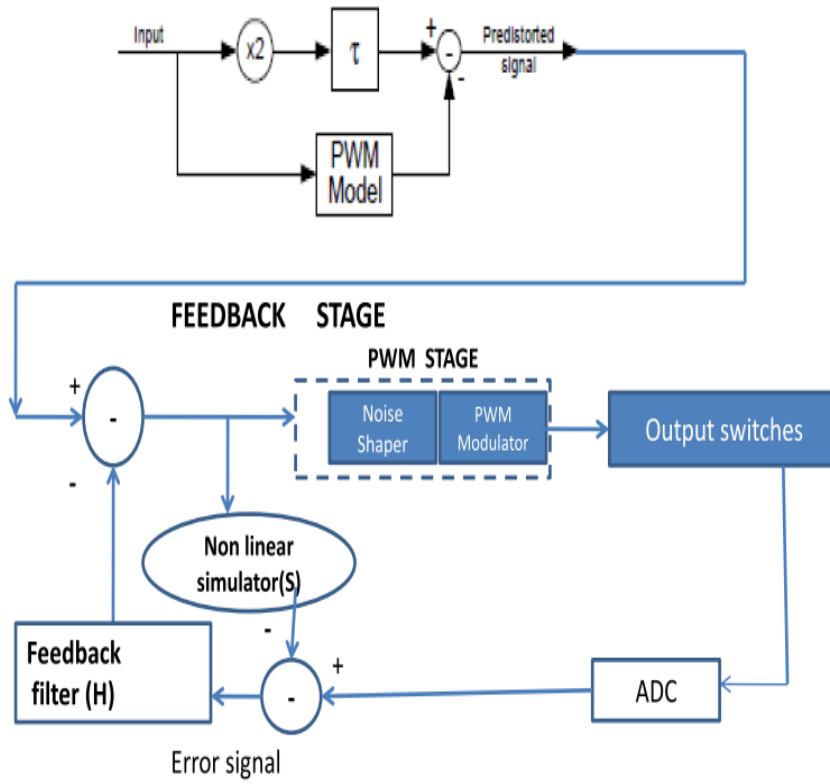 Input
x2
τ
+
-
-
Predistorted
signal
PWM
Model
FEEDBACK STAGE
PWM STAGE
+
-
-
Noise
Shaper
PWM
Modulator
Output switches
Non linear
simulator(S)
-
+
-
Feedback
filter (H)
ADC
Error signal